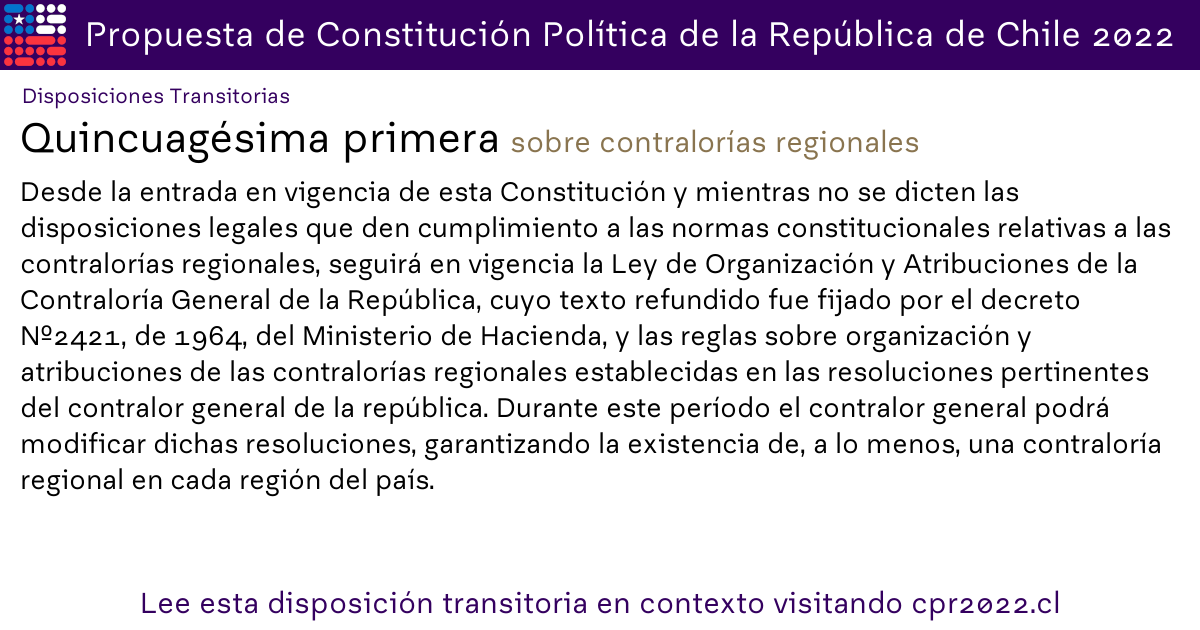 Propuesta de Constitución Política de la República de Chile 2022
Disposiciones Transitorias
Quincuagésima primera sobre contralorías regionales
Desde la entrada en vigencia de esta Constitución y mientras no se dicten las
disposiciones legales que den cumplimiento a las normas constitucionales relativas a las
contralorías regionales, seguirá en vigencia la Ley de Organización y Atribuciones de la
Contraloría General de la República, cuyo texto refundido fue fijado por el decreto
Nº2421, de 1964, del Ministerio de Hacienda, y las reglas sobre organización y
atribuciones de las contralorías regionales establecidas en las resoluciones pertinentes
del contralor general de la república. Durante este período el contralor general podrá
modificar dichas resoluciones, garantizando la existencia de, a lo menos, una contraloría
regional en cada región del país.
Lee esta disposición transitoria en contexto visitando cpr2022.cl